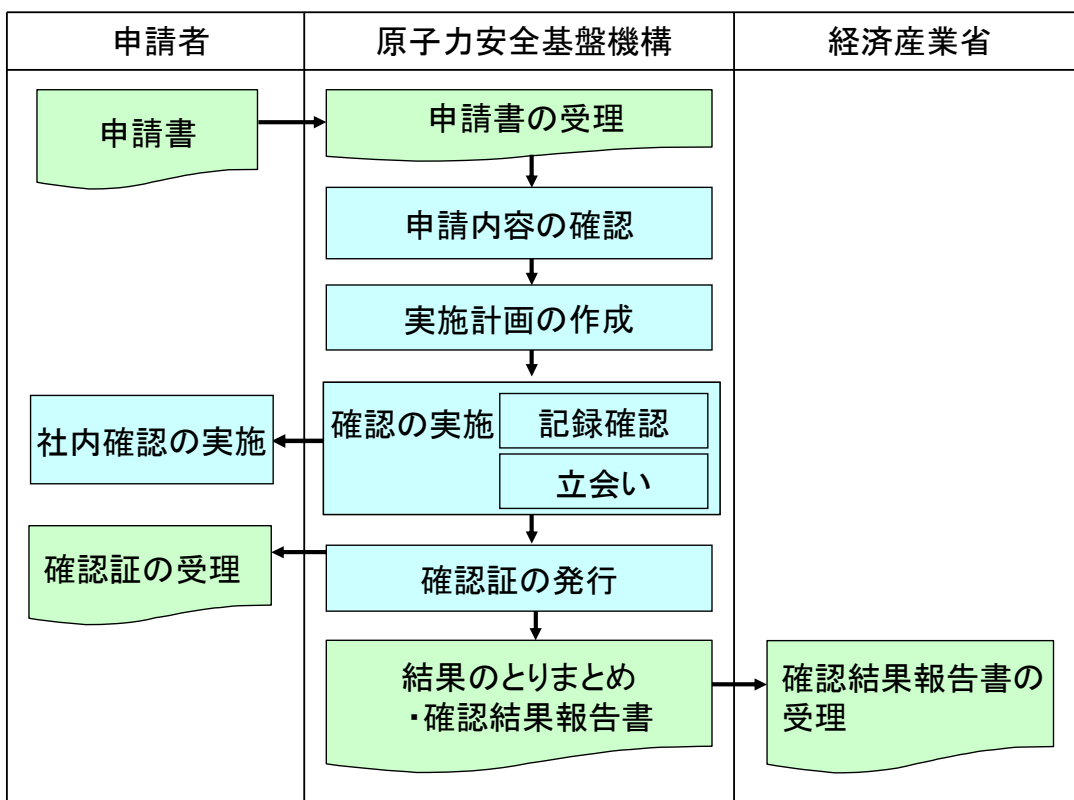 申請者
原子力安全基盤機構
経済産業省
申請書
申請書の受理
申請内容の確認
実施計画の作成
社内確認の実施
確認の実施
記録確認
立会い
確認証の受理
確認証の発行
結果のとりまとめ
・確認結果報告書
確認結果報告書の
受理